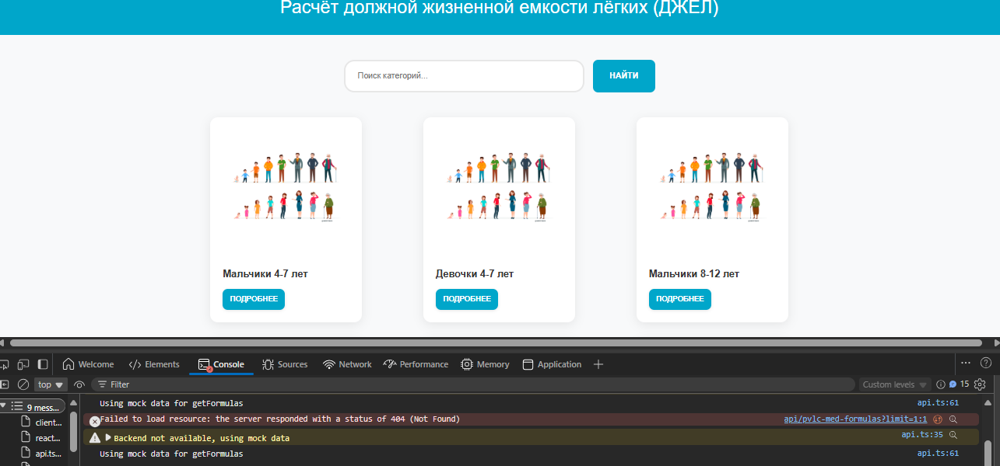 Расчёт должной жизненной емкости лёгких (ДЖЕЛ)
Поиск категорий...
НАЙТИ
Мальчики 4-7 лет
Девочки 4-7 лет
Мальчики 8-12 лет
ПОДРОБНЕЕ
ПОДРОБНЕЕ
ПОДРОБНЕЕ
Welcome
Elements
Console
Sources
Network
Performance
Memory
Application
top
Filter
Custom levels
15
9 mess...
client...
react...
api.ts...
Using mock data for getFormulas api.ts:61
Failed to load resource: the server responded with a status of 404 (Not Found) api/pvlc-med-formulas?limit=1:1
Backend not available, using mock data api.ts:35
Using mock data for getFormulas api.ts:61